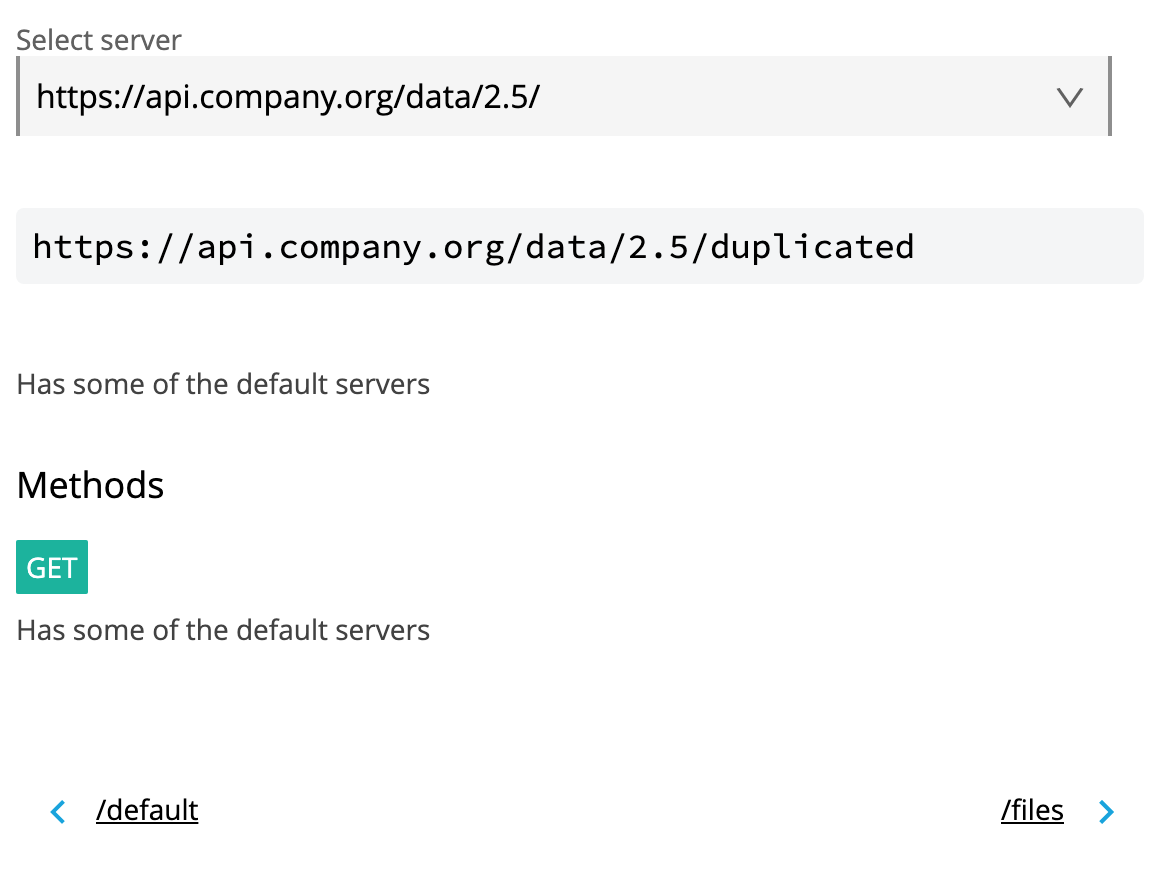 Select server
https://api.company.org/data/2.5/
https://api.company.org/data/2.5/duplicated
Has some of the default servers
Methods
GET
Has some of the default servers
/default
/files